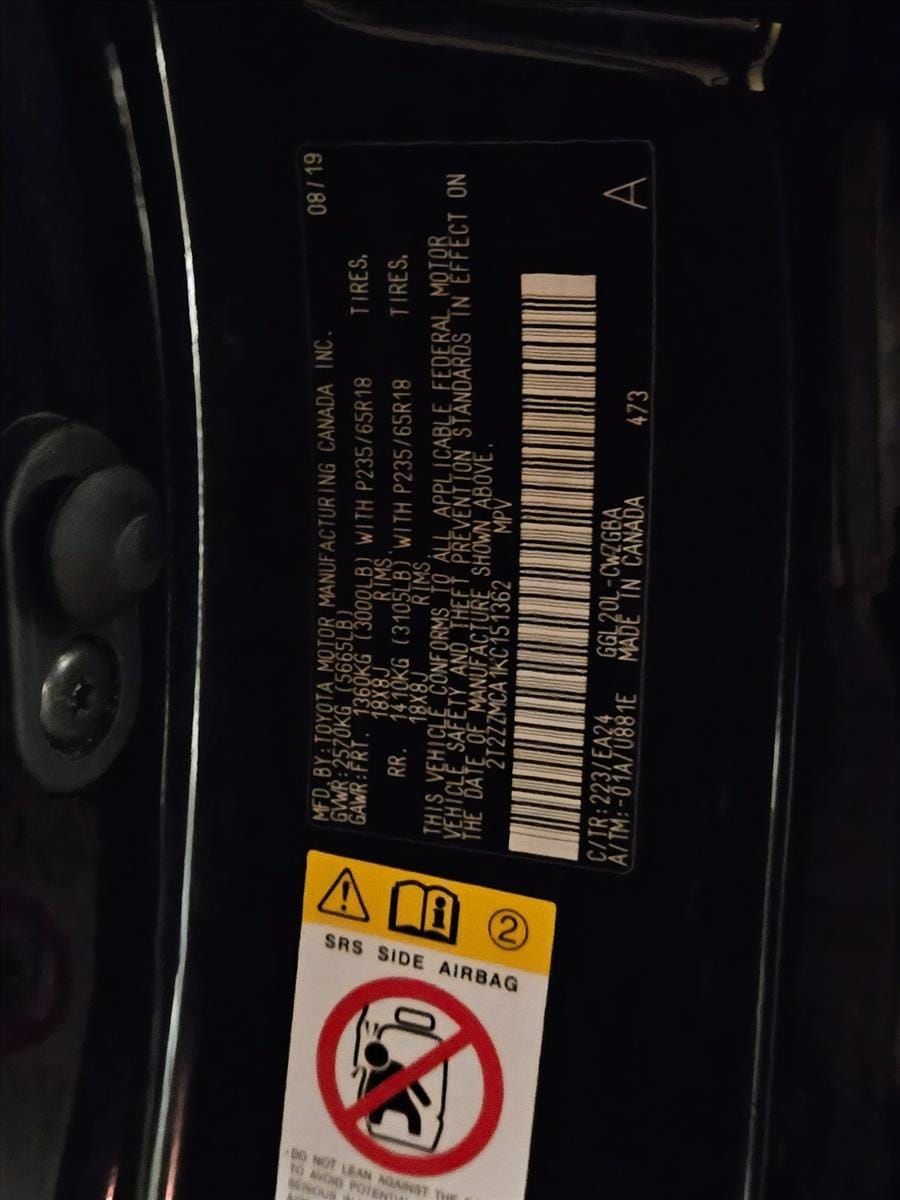 MFD.BY:TOYOTA MOTOR MANUFACTURING CANADA INC. 08/19
GVWR:2570KG (5665LB)
GAWR:FRT. 1360KG (3000LB) WITH P235/65R18 TIRES,
18X8J RIMS,
RR. 1410KG (3105LB) WITH P235/65R18 TIRES,
18X8J RIMS
THIS VEHICLE CONFORMS TO ALL APPLICABLE FEDERAL MOTOR
VEHICLE SAFETY AND THEFT PREVENTION STANDARDS IN EFFECT ON
THE DATE OF MANUFACTURE SHOWN ABOVE.
2T2ZZMCA1KC151362 MPV
C/TR:223/EA24 GGL20L-CWZGBA A
A/TM:-01A/0881E MADE IN CANADA 473
2
SRS SIDE AIRBAG
DO NOT LEAN AGAINST THE
TO AVOID POTENTIAL
SERIOUS